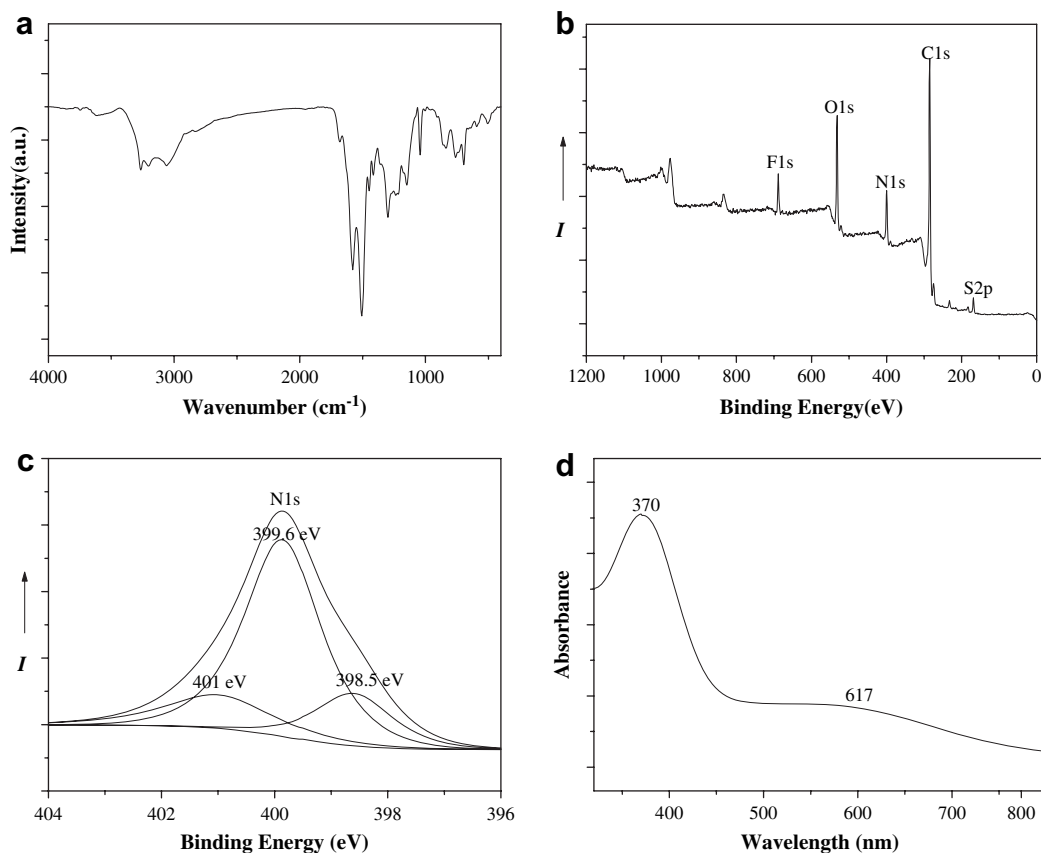 a
Intensity(a.u.)
4000 3000 2000 1000
Wavenumber (cm⁻¹)
b
C1s
O1s
F1s
N1s
S2p
I
1200 1000 800 600 400 200 0
Binding Energy(eV)
c
N1s
399.6 eV
401 eV
398.5 eV
I
404 402 400 398 396
Binding Energy (eV)
d
370
617
Absorbance
400 500 600 700 800
Wavelength (nm)